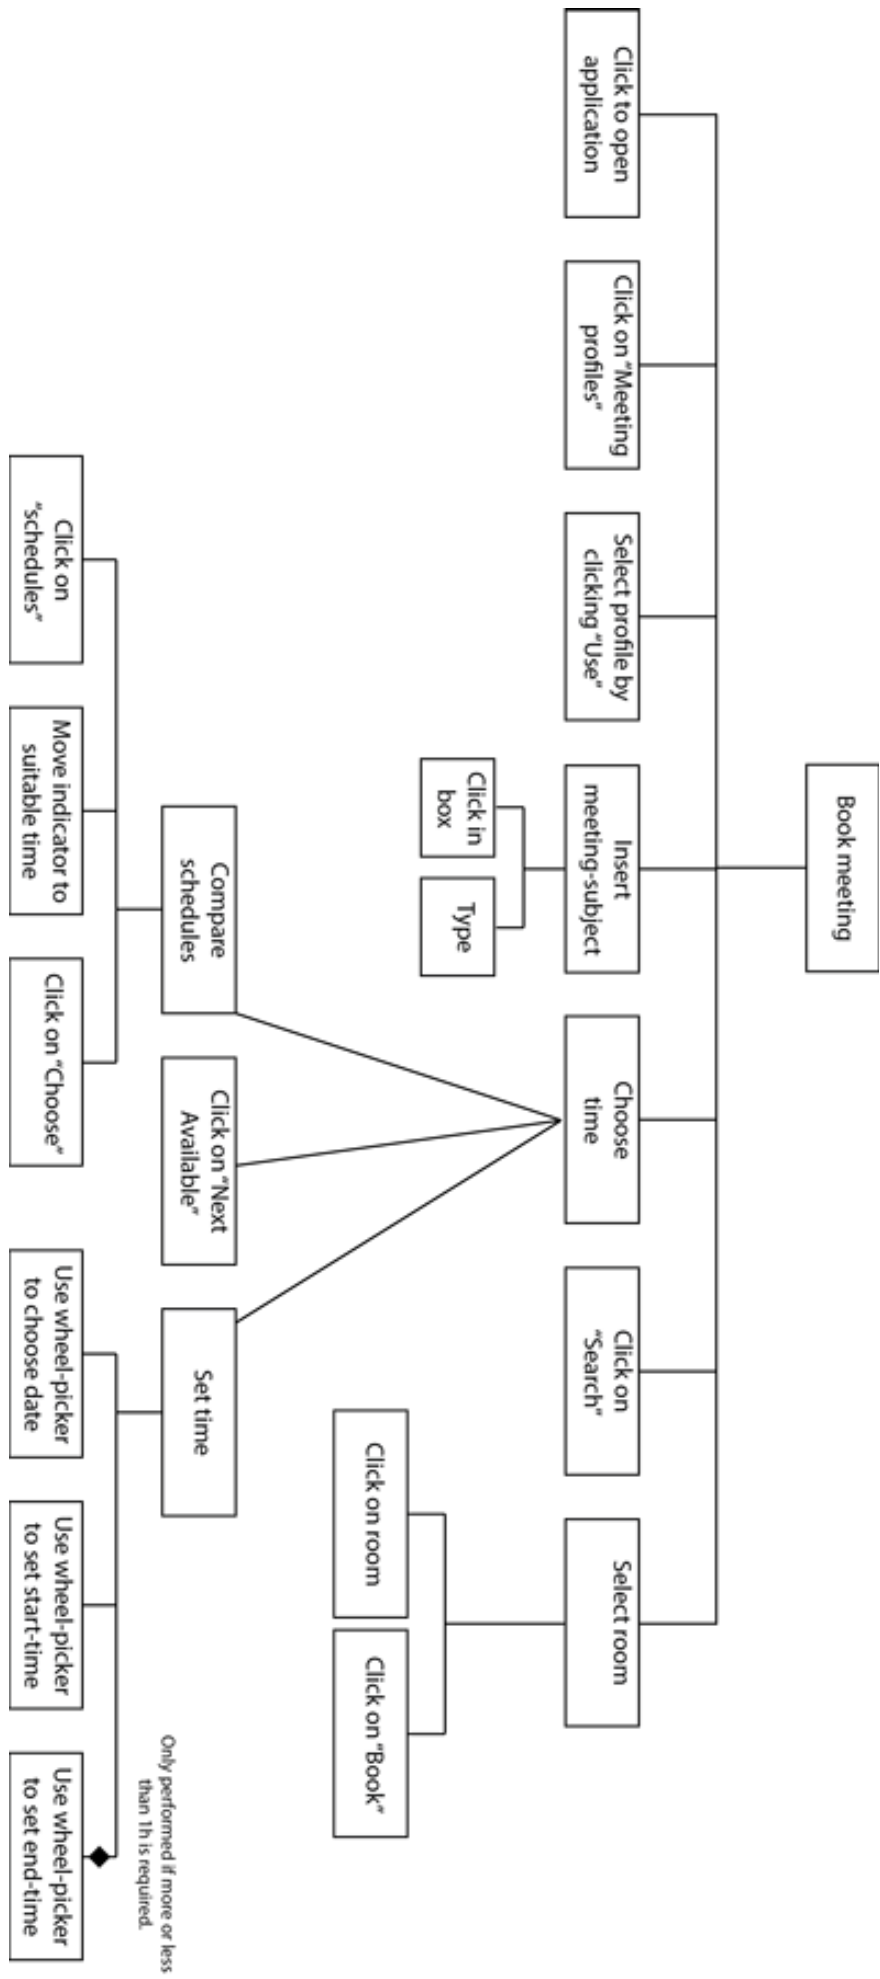 Book meeting
Click to open
application
Click on "Meeting
profiles"
Select profile by
clicking "Use"
Insert
meeting-subject
Choose
time
Click on
"Search"
Select room
Click in
box
Type
Click on room
Click on "Book"
Compare
schedules
Click on "Next
Available"
Set time
Only performed if more or less
than 1h is required.
Click on
"schedules"
Move indicator to
suitable time
Click on "Choose"
Use wheel-picker
to choose date
Use wheel-picker
to set start-time
Use wheel-picker
to set end-time